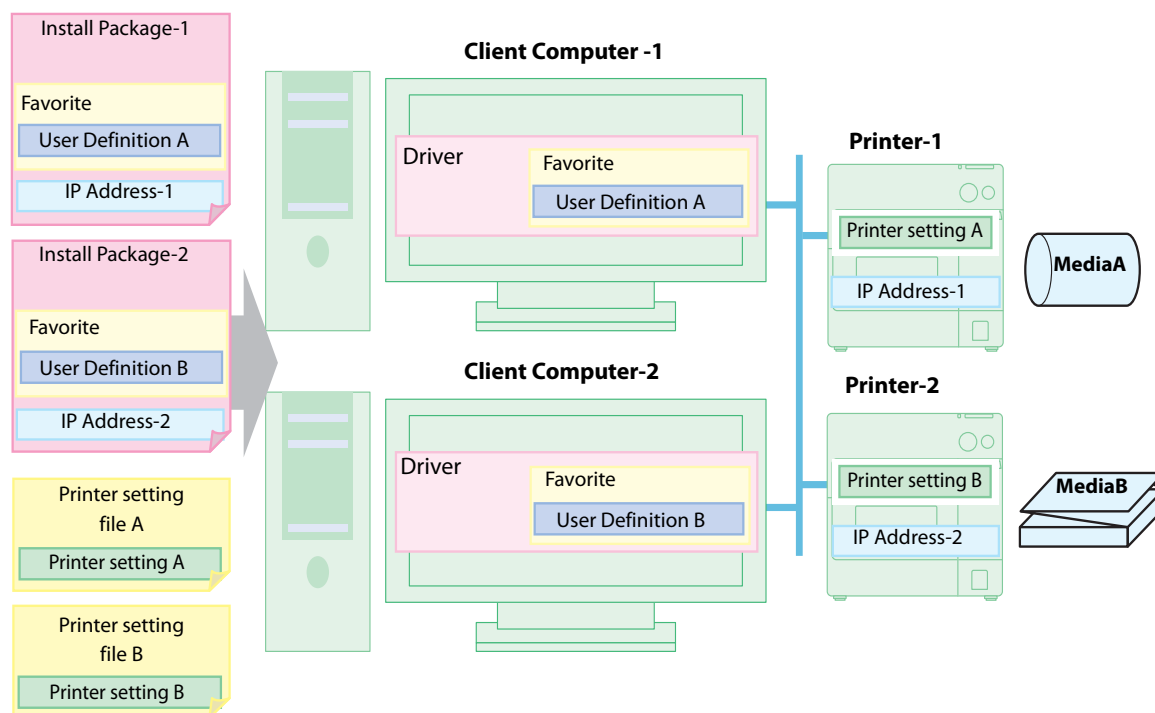 Install Package-1
Favorite
User Definition A
IP Address-1
Install Package-2
Favorite
User Definition B
IP Address-2
Printer setting
file A
Printer setting A
Printer setting
file B
Printer setting B
Client Computer -1
Driver
Favorite
User Definition A
Client Computer-2
Driver
Favorite
User Definition B
Printer-1
Printer setting A
IP Address-1
MediaA
Printer-2
Printer setting B
IP Address-2
MediaB